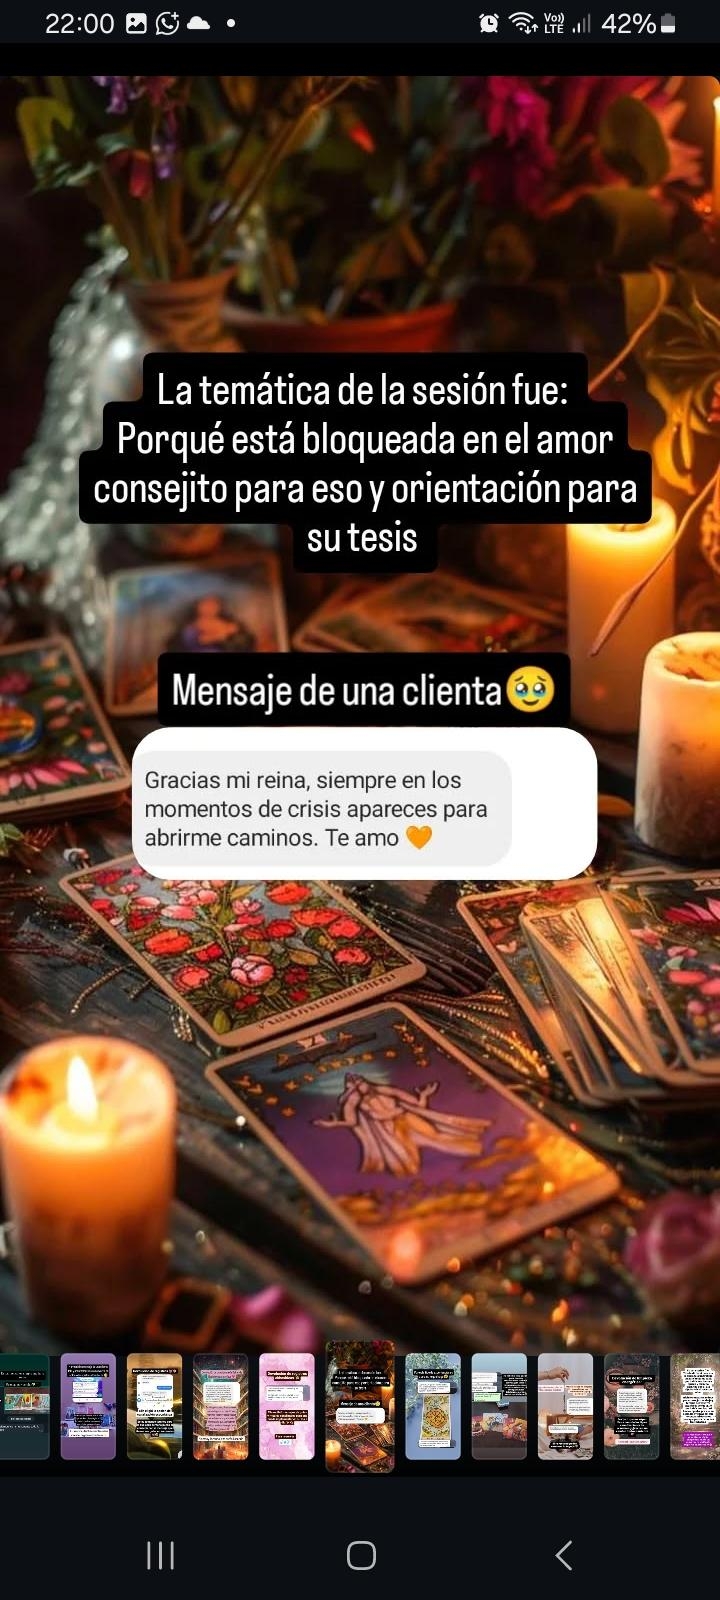 22:00
Vo))
LTE
42%
La temática de la sesión fue:
Porqué está bloqueada en el amor
consejito para eso y orientación para
su tesis
Mensaje de una clienta🥹
Gracias mi reina, siempre en los
momentos de crisis apareces para
abrirme caminos. Te amo 🧡